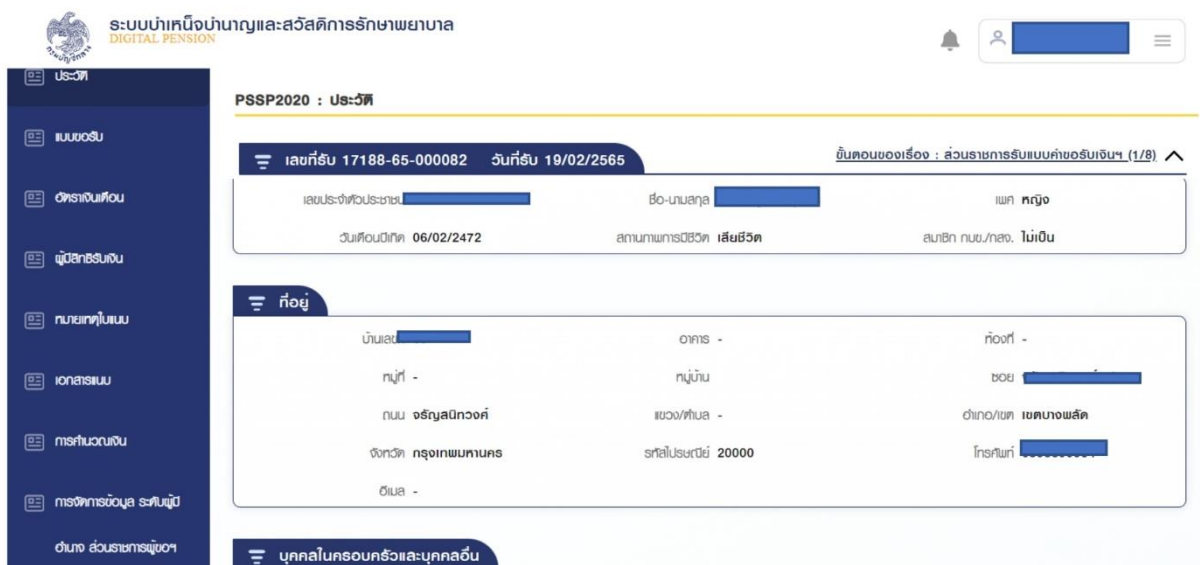 ระบบบำเหน็จบำนาญและสวัสดิการรักษาพยาบาล
DIGITAL PENSION
กรมบัญชีกลาง
ประวัติ
แบบขอรับ
อัตราเงินเดือน
ผู้มีสิทธิรับเงิน
หมายเหตุใบแนบ
เอกสารแนบ
การคำนวณเงิน
การจัดการข้อมูล ระดับผู้มี
อำนาจ ส่วนราชการผู้ขอฯ
PSSP2020 : ประวัติ
เลขที่รับ 17188-65-000082 วันที่รับ 19/02/2565
ขั้นตอนของเรื่อง : ส่วนราชการรับแบบคำขอรับเงินฯ (1/8)
เลขประจำตัวประชาชน ชื่อ-นามสกุล เพศ หญิง
วันเดือนปีเกิด 06/02/2472 สถานภาพการมีชีวิต เสียชีวิต สมาชิก กบข./กสจ. ไม่เป็น
ที่อยู่
บ้านเลข อาคาร - ห้องที่ -
หมู่ที่ - หมู่บ้าน ซอย
ถนน จรัญสนิทวงศ์ แขวง/ตำบล - อำเภอ/เขต เขตบางพลัด
จังหวัด กรุงเทพมหานคร รหัสไปรษณีย์ 20000 โทรศัพท์
อีเมล -
บุคคลในครอบครัวและบุคคลอื่น